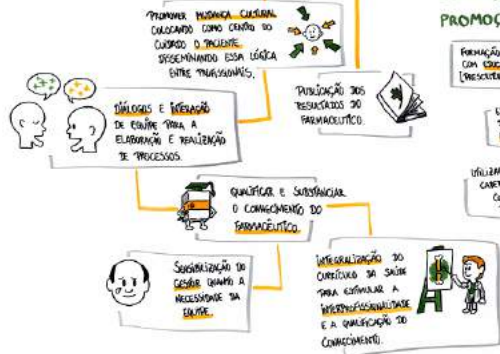 PROMOVER MUDANÇA CULTURAL
COLOCANDO COMO CENTRO DO
CUIDADO O PACIENTE
DISSEMINANDO ESSA LÓGICA
ENTRE PROFISSIONAIS.
PUBLICAÇÃO DOS
RESULTADOS DO
FARMACÊUTICO.
DIÁLOGOS E INTERAÇÃO
DE EQUIPE PARA A
ELABORAÇÃO E REALIZAÇÃO
DE PROCESSOS.
QUALIFICAR E SUBSTANCIAR
O CONHECIMENTO DO
FARMACÊUTICO.
SENSIBILIZAÇÃO DO
GESTOR QUANTO A
NECESSIDADE DA
EQUIPE.
INTEGRALIZAÇÃO DO
CURRÍCULO DA SAÚDE
PARA ESTIMULAR A
INTERPROFISSIONALIDADE
E A QUALIFICAÇÃO DO
CONHECIMENTO.
PROMOÇ
FORMAÇÃO
COM
UTILIZA